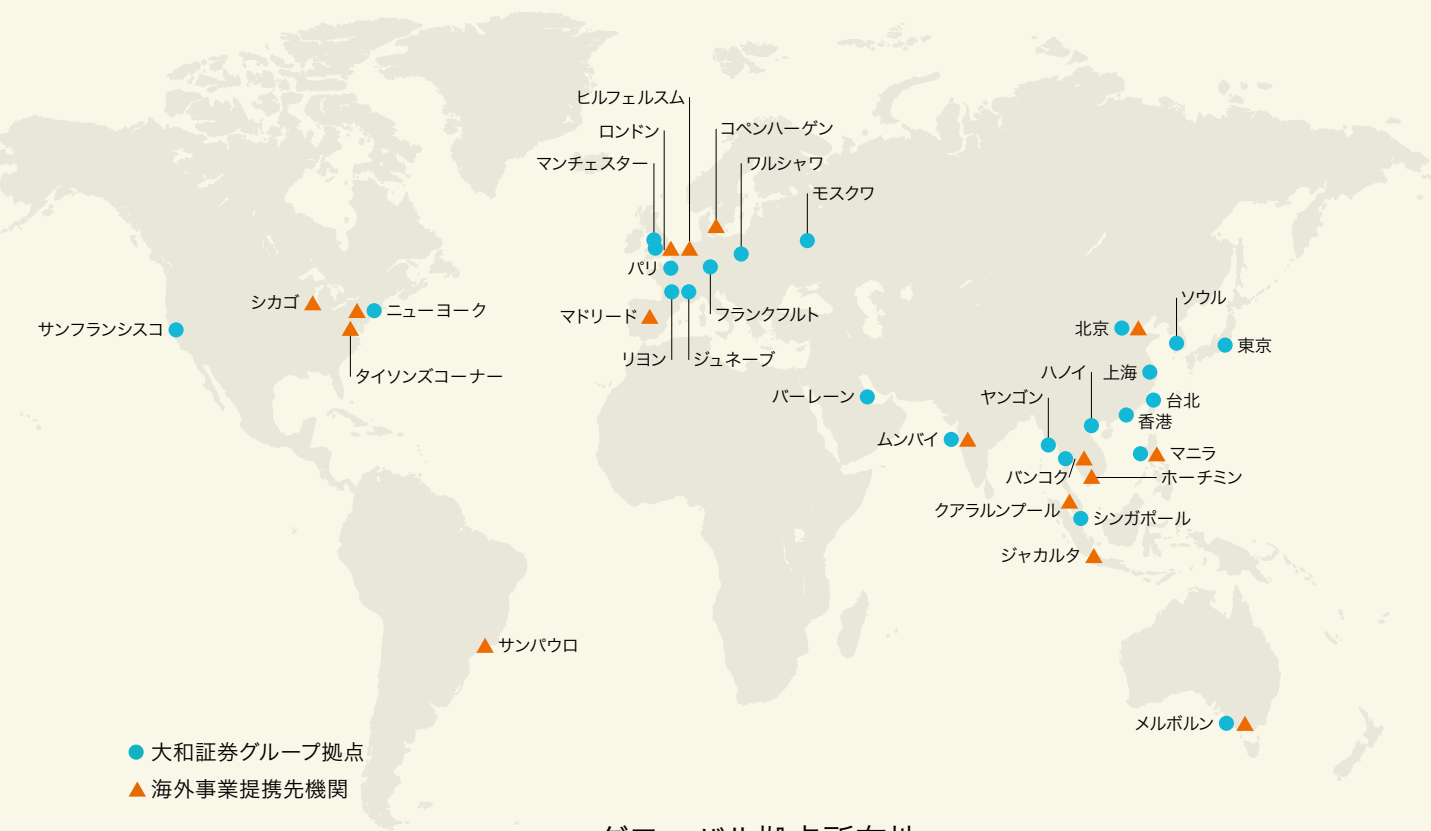 ヒルフェルスム
ロンドン
コペンハーゲン
マンチェスター
ワルシャワ
モスクワ
パリ
シカゴ
ニューヨーク
サンフランシスコ
マドリード
フランクフルト
ソウル
北京
東京
リヨン
ジュネーブ
タイソンズコーナー
ハノイ
上海
バーレーン
ヤンゴン
台北
香港
ムンバイ
マニラ
バンコク
ホーチミン
クアラルンプール
シンガポール
ジャカルタ
サンパウロ
メルボルン
大和証券グループ拠点
海外事業提携先機関